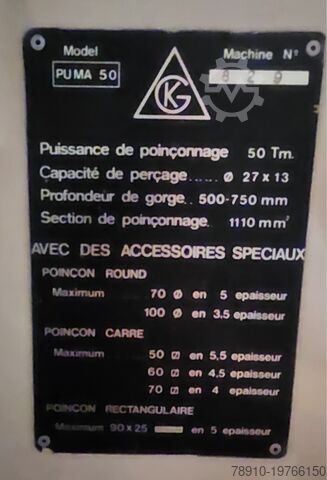 Model
Machine Nº
PUMA 50
829
GK
Puissance de poinçonnage 50 Tm.
Capacité de perçage..... Ø 27 x 13
Profondeur de gorge.. 500-750 mm
Section de poinçonnage 1110 mm²
AVEC DES ACCESSOIRES SPECIAUX
POINCON ROUND
Maximum 70 Ø en 5 epaisseur
100 Ø en 3,5 epaisseur
POINCON CARRE
Maximum 50 ⌀ en 5,5 epaisseur
60 ⌀ en 4,5 epaisseur
70 ⌀ en 4 epaisseur
POINCON RECTANGULAIRE
Maximum 90 x 25 en 5 epaisseur
78910-19766150